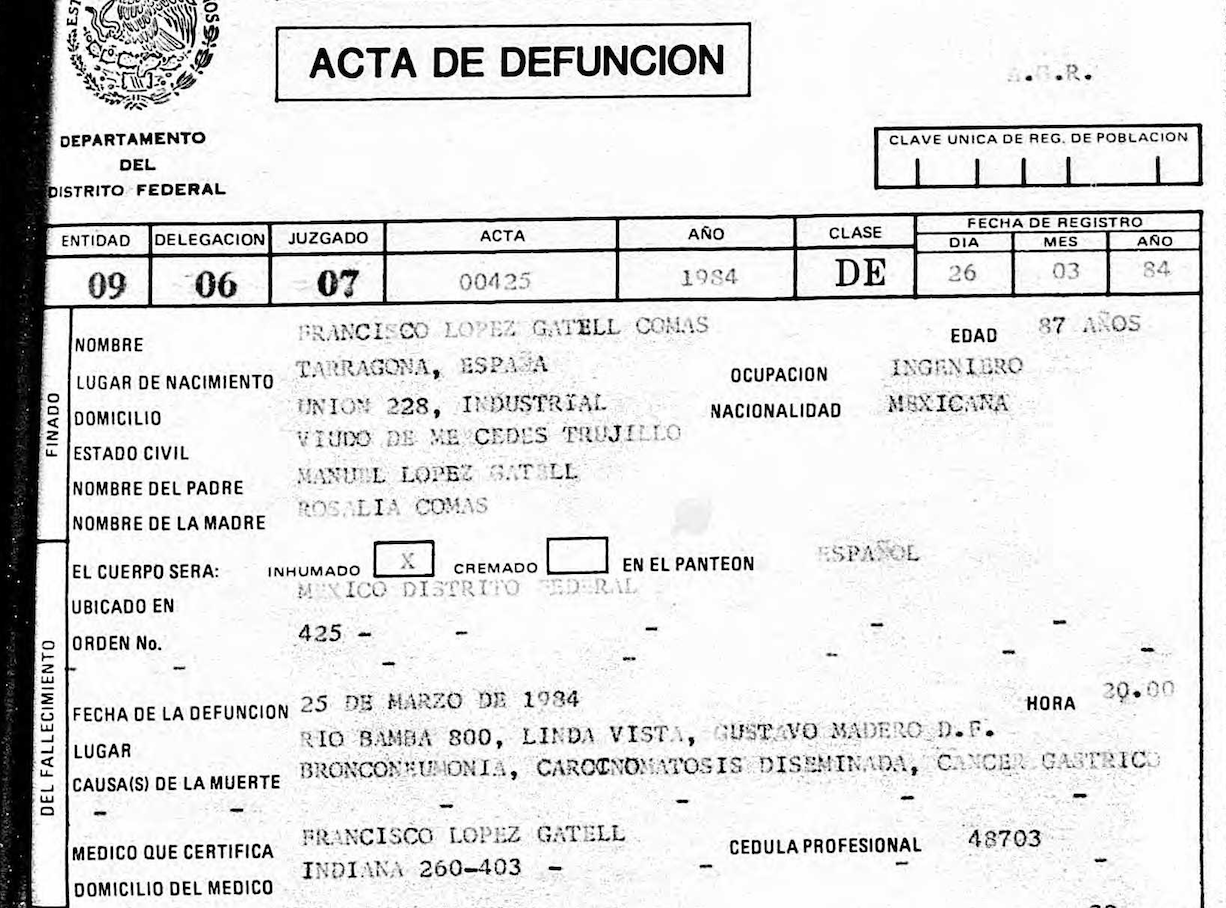 ACTA DE DEFUNCION
DEPARTAMENTO
DEL
DISTRITO FEDERAL
CLAVE UNICA DE REG. DE POBLACION
ENTIDAD DELEGACION JUZGADO ACTA AÑO CLASE FECHA DE REGISTRO
DIA MES AÑO
09 06 07 00425 1984 DE 26 03 84
FINADO
NOMBRE FRANCISCO LOPEZ GATELL COMAS EDAD 87 AÑOS
LUGAR DE NACIMIENTO TARRAGONA, ESPAÑA OCUPACION INGENIERO
DOMICILIO UNION 228, INDUSTRIAL NACIONALIDAD MEXICANA
ESTADO CIVIL VIUDO DE MERCEDES TRUJILLO
NOMBRE DEL PADRE MANUEL LOPEZ GATELL
NOMBRE DE LA MADRE ROSALIA COMAS
DEL FALLECIMIENTO
EL CUERPO SERA: INHUMADO X CREMADO EN EL PANTEON ESPAÑOL
UBICADO EN MEXICO DISTRITO FEDERAL
ORDEN No. 425 - - - - -
- - - - - - -
FECHA DE LA DEFUNCION 25 DE MARZO DE 1984 HORA 20.00
LUGAR RIO BAMBA 800, LINDA VISTA, GUSTAVO MADERO D.F.
CAUSA(S) DE LA MUERTE BRONCONEUMONIA, CARCINOMATOSIS DISEMINADA, CANCER GASTRICO
- - - - - -
MEDICO QUE CERTIFICA FRANCISCO LOPEZ GATELL CEDULA PROFESIONAL 48703
DOMICILIO DEL MEDICO INDIANA 260-403 - - - -